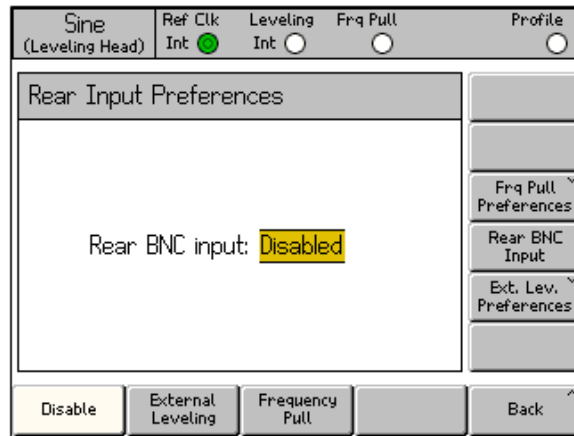 Sine
(Leveling Head)
Ref Clk
Int
Leveling
Int
Frq Pull
Profile
Rear Input Preferences
Rear BNC input: Disabled
Frq Pull
Preferences
Rear BNC
Input
Ext. Lev.
Preferences
Disable
External
Leveling
Frequency
Pull
Back